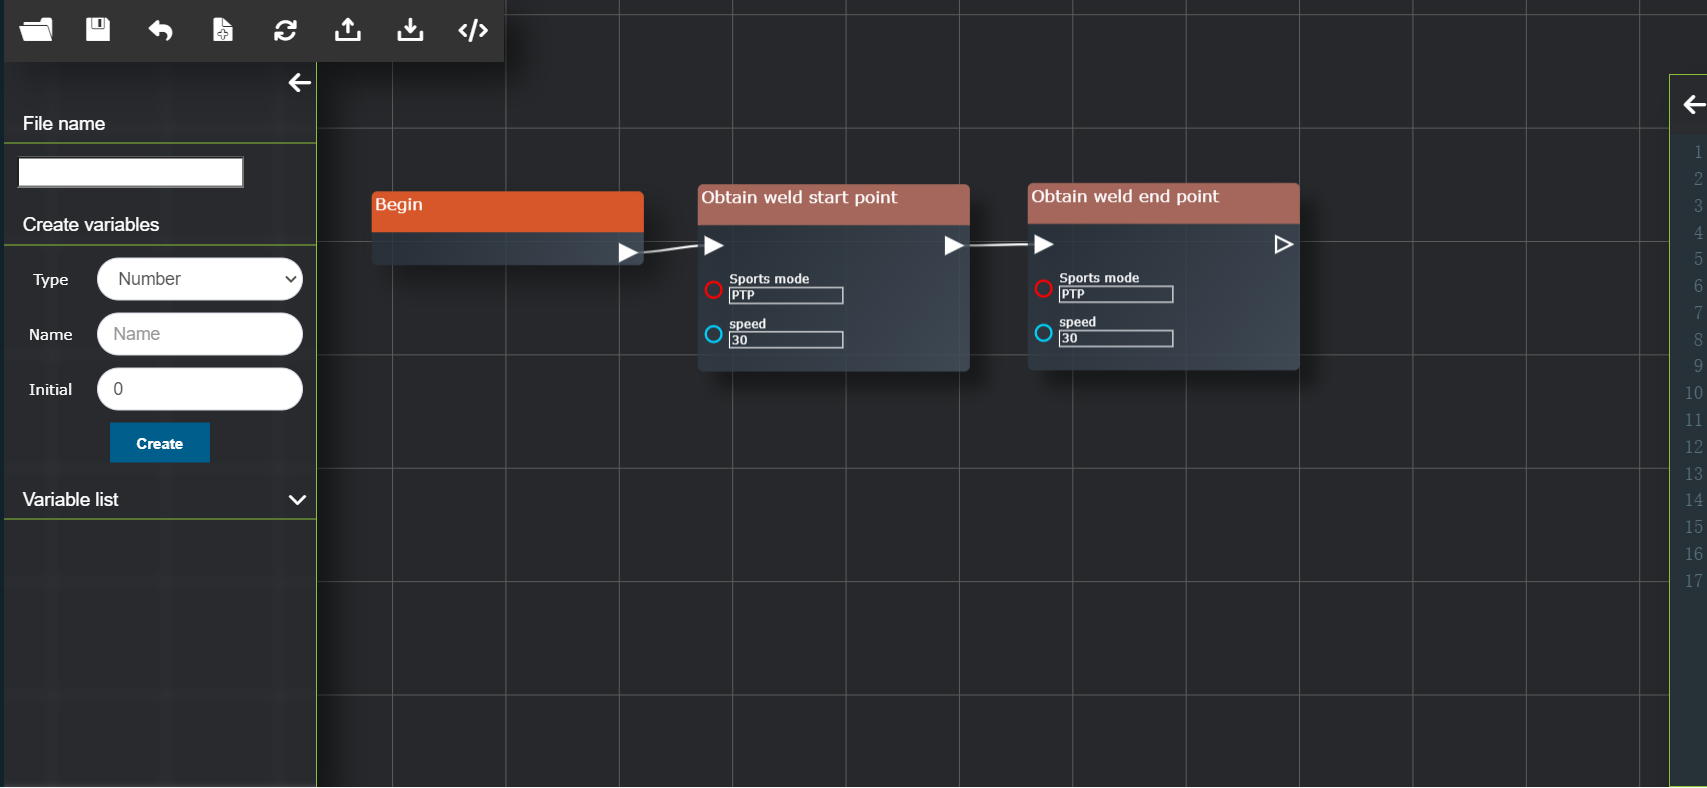 File name
Create variables
Type
Number
Name
Name
Initial
0
Create
Variable list
Begin
Obtain weld start point
Sports mode
PTP
speed
30
Obtain weld end point
Sports mode
PTP
speed
30
1
2
3
4
5
6
7
8
9
10
11
12
13
14
15
16
17